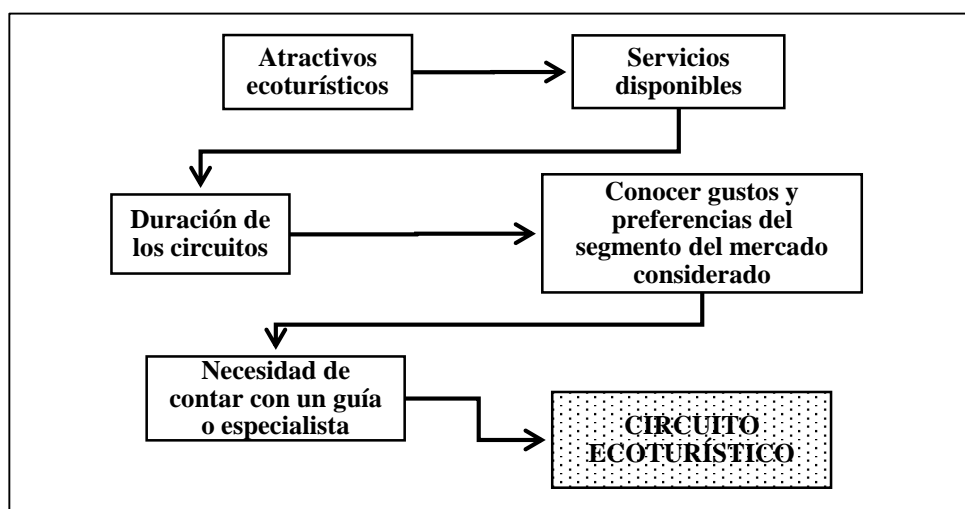 Atractivos
ecoturísticos
Servicios
disponibles
Duración de
los circuitos
Conocer gustos y
preferencias del
segmento del mercado
considerado
Necesidad de
contar con un guía
o especialista
CIRCUITO
ECOTURÍSTICO